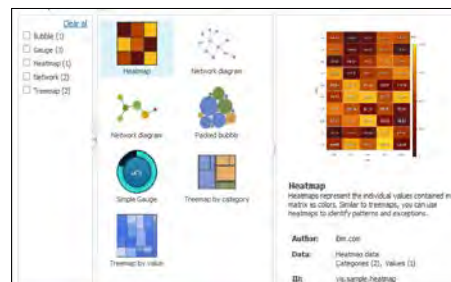 Clear all
Bubble (1)
Gauge (1)
Heatmap (1)
Network (2)
Treemap (2)
Heatmap
Network diagram
Network diagram
Packed bubble
Simple Gauge
Treemap by category
Treemap by value
Heatmap
Heatmaps represent the individual values contained in
matrix as colors. Similar to treemaps, you can use
heatmaps to identify patterns and exceptions.
Author:
Data: Heatmap data
Categories (2), Values (1)
ID: vis.sample.heatmap